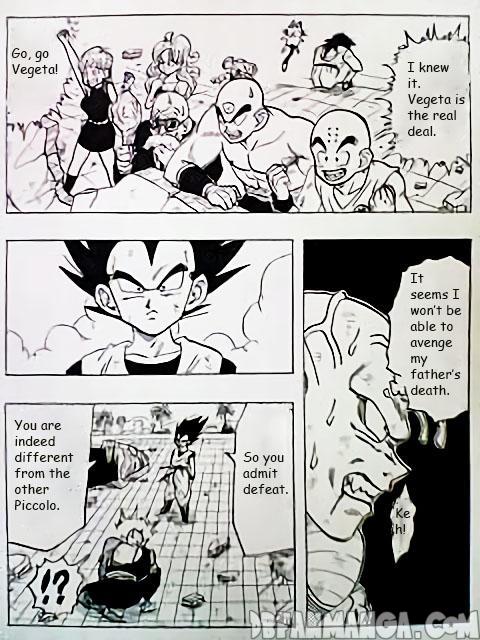 Go, go
Vegeta!
I knew
it.
Vegeta is
the real
deal.
It
seems I
won't be
able to
avenge
my
father's
death.
Ke
h!
You are
indeed
different
from the
other
Piccolo.
So you
admit
defeat.
!?
DBFANMANGA.COM